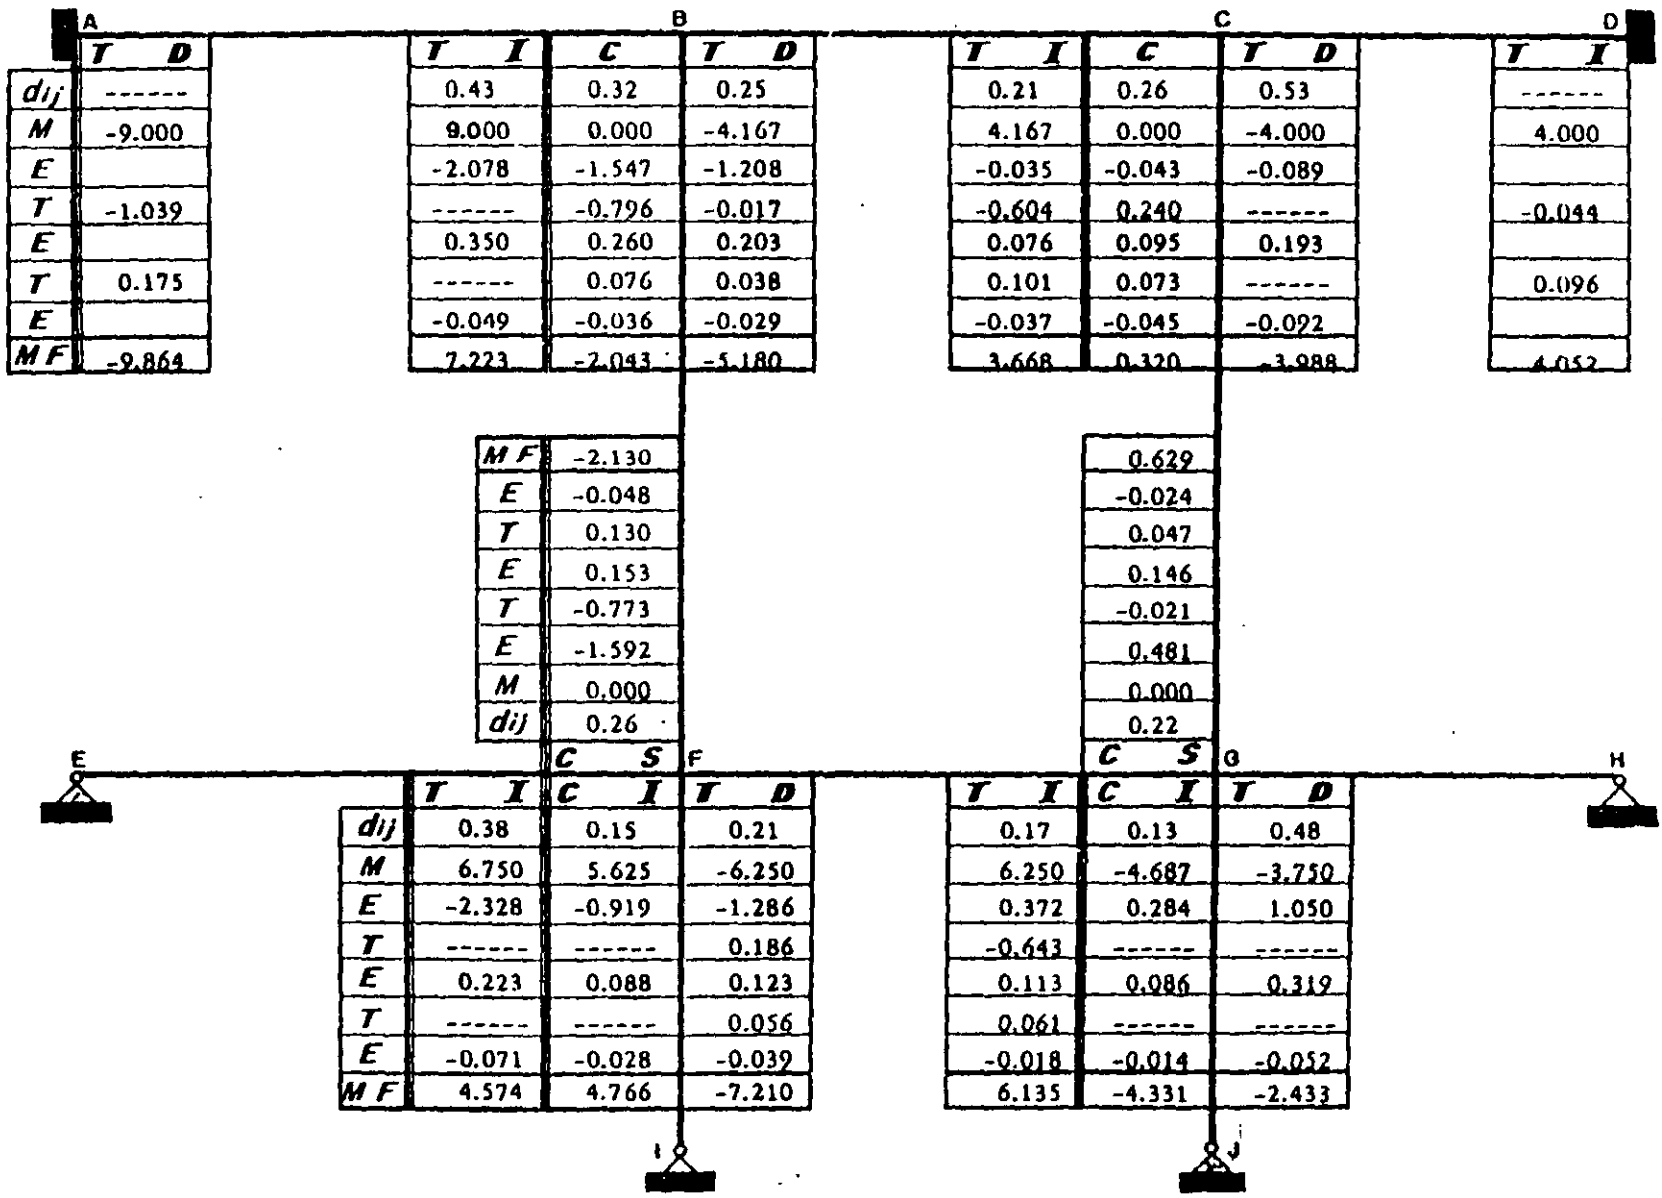 A B C D
T D T I C T D T I C T D T I
dij ------ 0.43 0.32 0.25 0.21 0.26 0.53 ------
M -9.000 9.000 0.000 -4.167 4.167 0.000 -4.000 4.000
E -2.078 -1.547 -1.208 -0.035 -0.043 -0.089
T -1.039 ------ -0.796 -0.017 -0.604 0.240 ------ -0.044
E 0.350 0.260 0.203 0.076 0.095 0.193
T 0.175 ------ 0.076 0.038 0.101 0.073 ------ 0.096
E -0.049 -0.036 -0.029 -0.037 -0.045 -0.092
MF -9.864 7.223 -2.043 -5.180 3.668 0.320 -3.988 4.052
MF -2.130 0.629
E -0.048 -0.024
T 0.130 0.047
E 0.153 0.146
T -0.773 -0.021
E -1.592 0.481
M 0.000 0.000
dij 0.26 0.22
E C S F C S G H
T I C I T D T I C I T D
dij 0.38 0.15 0.21 0.17 0.13 0.48
M 6.750 5.625 -6.250 6.250 -4.687 -3.750
E -2.328 -0.919 -1.286 0.372 0.284 1.050
T ------ ------ 0.186 -0.643 ------ ------
E 0.223 0.088 0.123 0.113 0.086 0.319
T ------ ------ 0.056 0.061 ------ ------
E -0.071 -0.028 -0.039 -0.018 -0.014 -0.052
MF 4.574 4.766 -7.210 6.135 -4.331 -2.433
I J